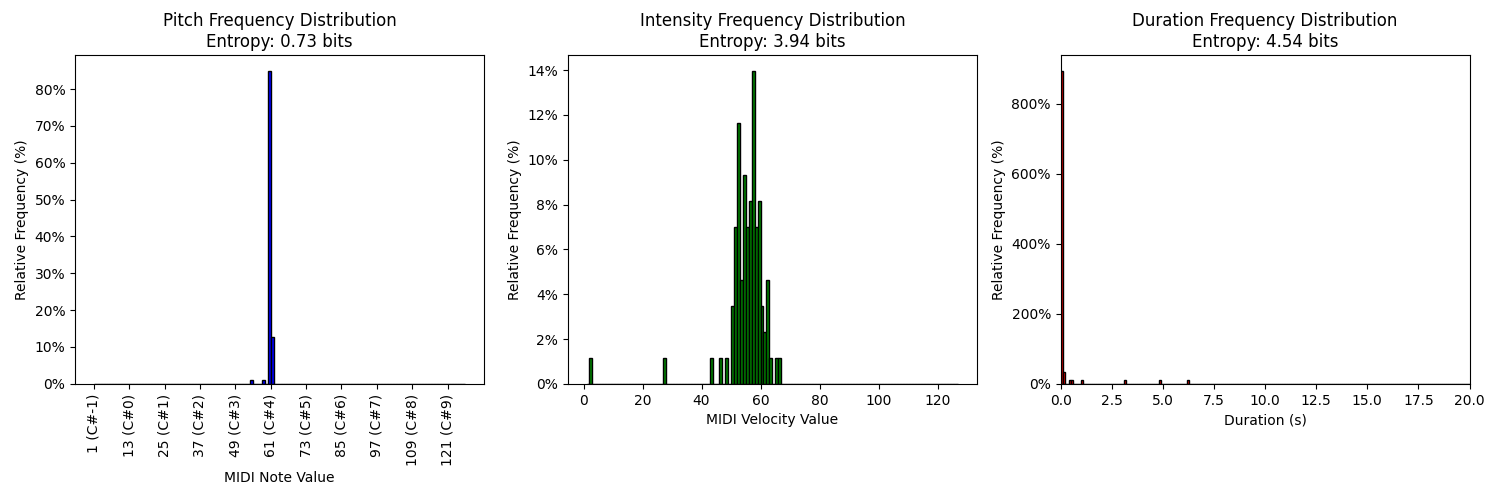 Pitch Frequency Distribution
Entropy: 0.73 bits
Relative Frequency (%)
80%
70%
60%
50%
40%
30%
20%
10%
0%
1 (C#-1)
13 (C#0)
25 (C#1)
37 (C#2)
49 (C#3)
61 (C#4)
73 (C#5)
85 (C#6)
97 (C#7)
109 (C#8)
121 (C#9)
MIDI Note Value
Intensity Frequency Distribution
Entropy: 3.94 bits
Relative Frequency (%)
14%
12%
10%
8%
6%
4%
2%
0%
0 20 40 60 80 100 120
MIDI Velocity Value
Duration Frequency Distribution
Entropy: 4.54 bits
Relative Frequency (%)
800%
600%
400%
200%
0%
0.0 2.5 5.0 7.5 10.0 12.5 15.0 17.5 20.0
Duration (s)